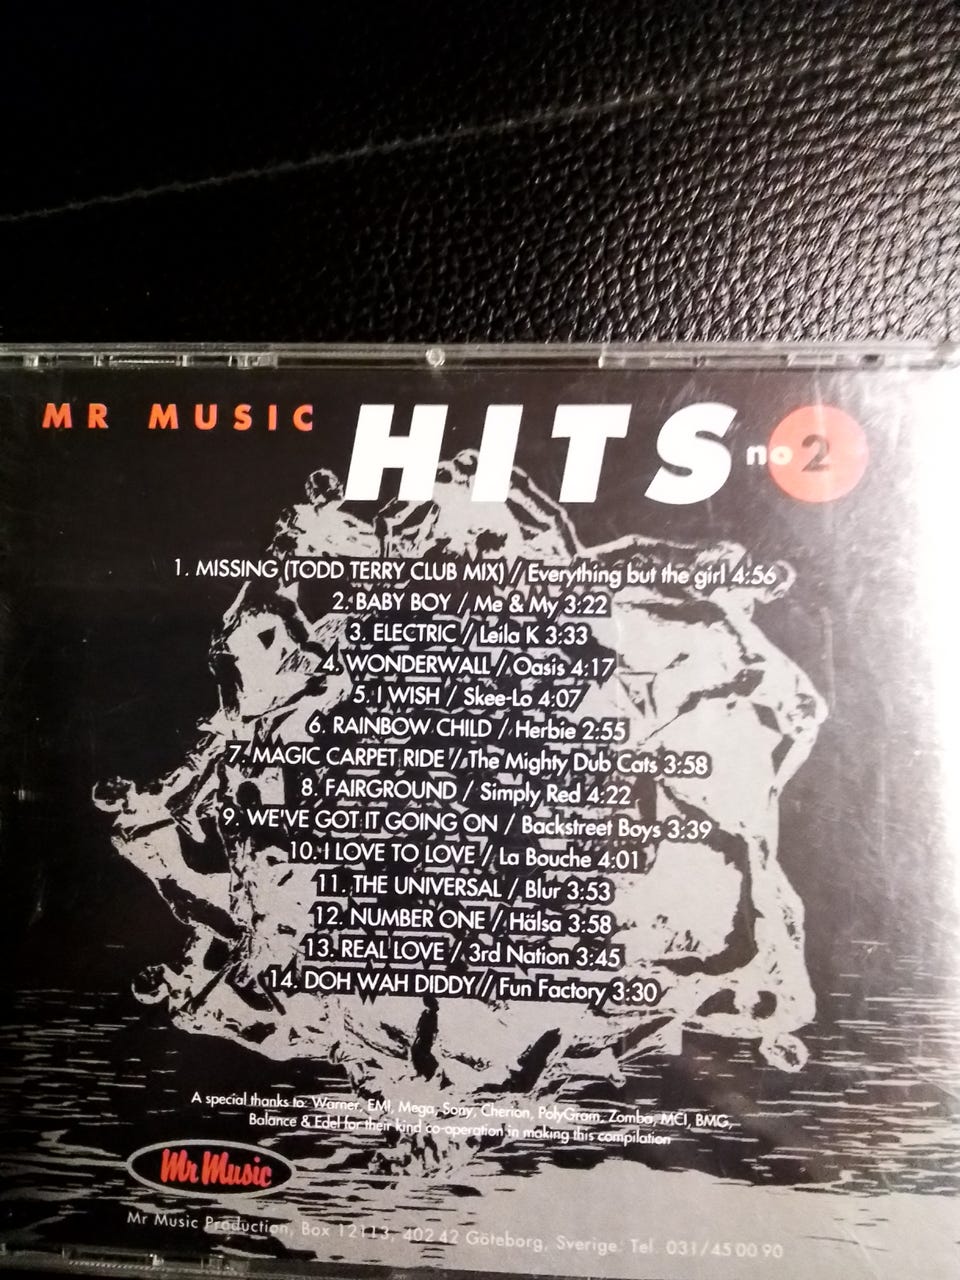 MR MUSIC HITS no 2
1. MISSING (TODD TERRY CLUB MIX) / Everything but the girl 4:56
2. BABY BOY / Me & My 3:22
3. ELECTRIC / Leila K 3:33
4. WONDERWALL / Oasis 4:17
5. I WISH / Skee-Lo 4:07
6. RAINBOW CHILD / Herbie 2:55
7. MAGIC CARPET RIDE / The Mighty Dub Cats 3:58
8. FAIRGROUND / Simply Red 4:22
9. WE'VE GOT IT GOING ON / Backstreet Boys 3:39
10. I LOVE TO LOVE / La Bouche 4:01
11. THE UNIVERSAL / Blur 3:53
12. NUMBER ONE / Hälsa 3:58
13. REAL LOVE / 3rd Nation 3:45
14. DOH WAH DIDDY / Fun Factory 3:30
A special thanks to: Warner, EMI, Mega, Sony, Cherion, PolyGram, Zomba, MCI, BMG,
Balance & Edel for their kind co-operation in making this compilation
Mr Music
Mr Music Production, Box 12113, 402 42 Göteborg, Sverige. Tel. 031/45 00 90